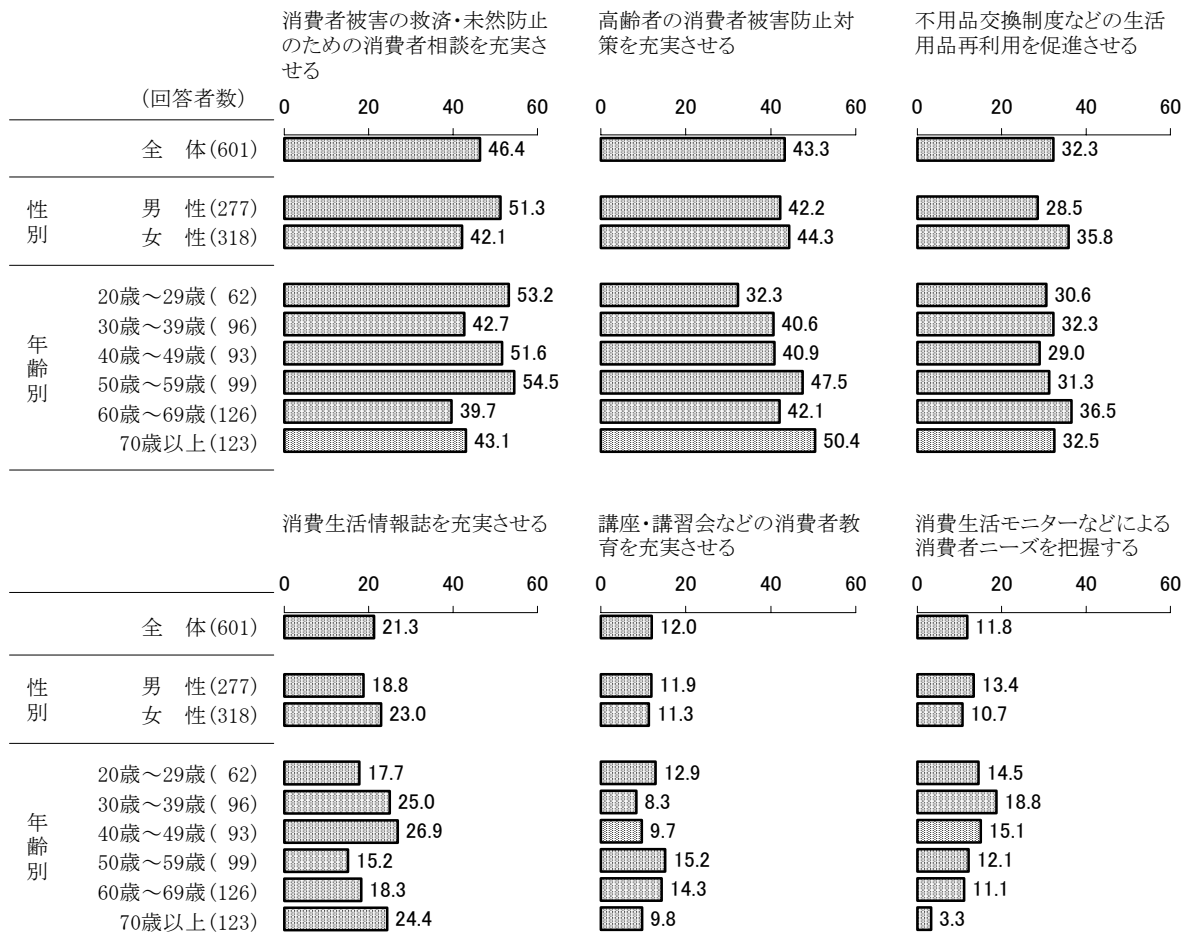 消費者被害の救済・未然防止
のための消費者相談を充実さ
せる
高齢者の消費者被害防止対
策を充実させる
不用品交換制度などの生活
用品再利用を促進させる
(回答者数) 0 20 40 60 0 20 40 60 0 20 40 60
全 体(601) 46.4 43.3 32.3
性別
男 性(277) 51.3 42.2 28.5
女 性(318) 42.1 44.3 35.8
年齢別
20歳～29歳( 62) 53.2 32.3 30.6
30歳～39歳( 96) 42.7 40.6 32.3
40歳～49歳( 93) 51.6 40.9 29.0
50歳～59歳( 99) 54.5 47.5 31.3
60歳～69歳(126) 39.7 42.1 36.5
70歳以上(123) 43.1 50.4 32.5
消費生活情報誌を充実させる
講座・講習会などの消費者教
育を充実させる
消費生活モニターなどによる
消費者ニーズを把握する
0 20 40 60 0 20 40 60 0 20 40 60
全 体(601) 21.3 12.0 11.8
性別
男 性(277) 18.8 11.9 13.4
女 性(318) 23.0 11.3 10.7
年齢別
20歳～29歳( 62) 17.7 12.9 14.5
30歳～39歳( 96) 25.0 8.3 18.8
40歳～49歳( 93) 26.9 9.7 15.1
50歳～59歳( 99) 15.2 15.2 12.1
60歳～69歳(126) 18.3 14.3 11.1
70歳以上(123) 24.4 9.8 3.3